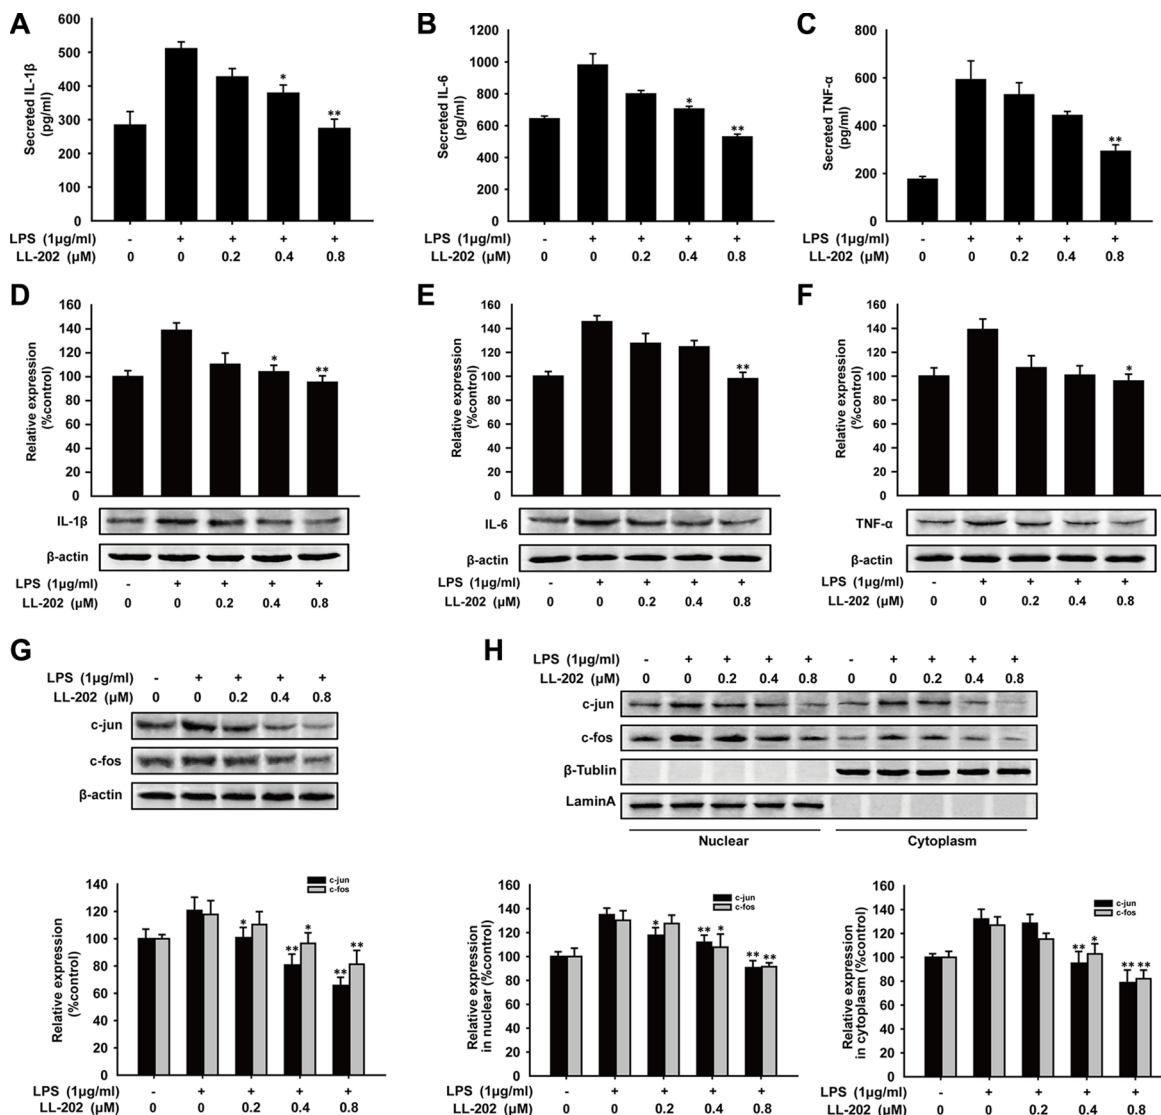 A
B
C
600
500
400
300
200
100
0
Secreted IL-1β
(pg/ml)
*
**
LPS (1µg/ml) - + + + +
LL-202 (µM) 0 0 0.2 0.4 0.8
1200
1000
800
600
400
200
0
Secreted IL-6
(pg/ml)
*
**
LPS (1µg/ml) - + + + +
LL-202 (µM) 0 0 0.2 0.4 0.8
800
600
400
200
0
Secreted TNF-α
(pg/ml)
**
LPS (1µg/ml) - + + + +
LL-202 (µM) 0 0 0.2 0.4 0.8
D
E
F
160
140
120
100
80
60
40
20
0
Relative expression
(%control)
*
**
IL-1β
β-actin
LPS (1µg/ml) - + + + +
LL-202 (µM) 0 0 0.2 0.4 0.8
160
140
120
100
80
60
40
20
0
Relative expression
(%control)
**
IL-6
β-actin
LPS (1µg/ml) - + + + +
LL-202 (µM) 0 0 0.2 0.4 0.8
160
140
120
100
80
60
40
20
0
Relative expression
(%control)
*
TNF-α
β-actin
LPS (1µg/ml) - + + + +
LL-202 (µM) 0 0 0.2 0.4 0.8
G
LPS (1µg/ml) - + + + +
LL-202 (µM) 0 0 0.2 0.4 0.8
c-jun
c-fos
β-actin
H
LPS (1µg/ml) - + + + + - + + + +
LL-202 (µM) 0 0 0.2 0.4 0.8 0 0 0.2 0.4 0.8
c-jun
c-fos
β-Tublin
LaminA
Nuclear Cytoplasm
140
120
100
80
60
40
20
0
Relative expression
(%control)
c-jun
c-fos
* ** * ** **
LPS (1µg/ml) - + + + +
LL-202 (µM) 0 0 0.2 0.4 0.8
160
140
120
100
80
60
40
20
0
Relative expression
in nuclear (%control)
c-jun
c-fos
* ** * ** **
LPS (1µg/ml) - + + + +
LL-202 (µM) 0 0 0.2 0.4 0.8
160
140
120
100
80
60
40
20
0
Relative expression
in cytoplasm (%control)
c-jun
c-fos
** * ** **
LPS (1µg/ml) - + + + +
LL-202 (µM) 0 0 0.2 0.4 0.8